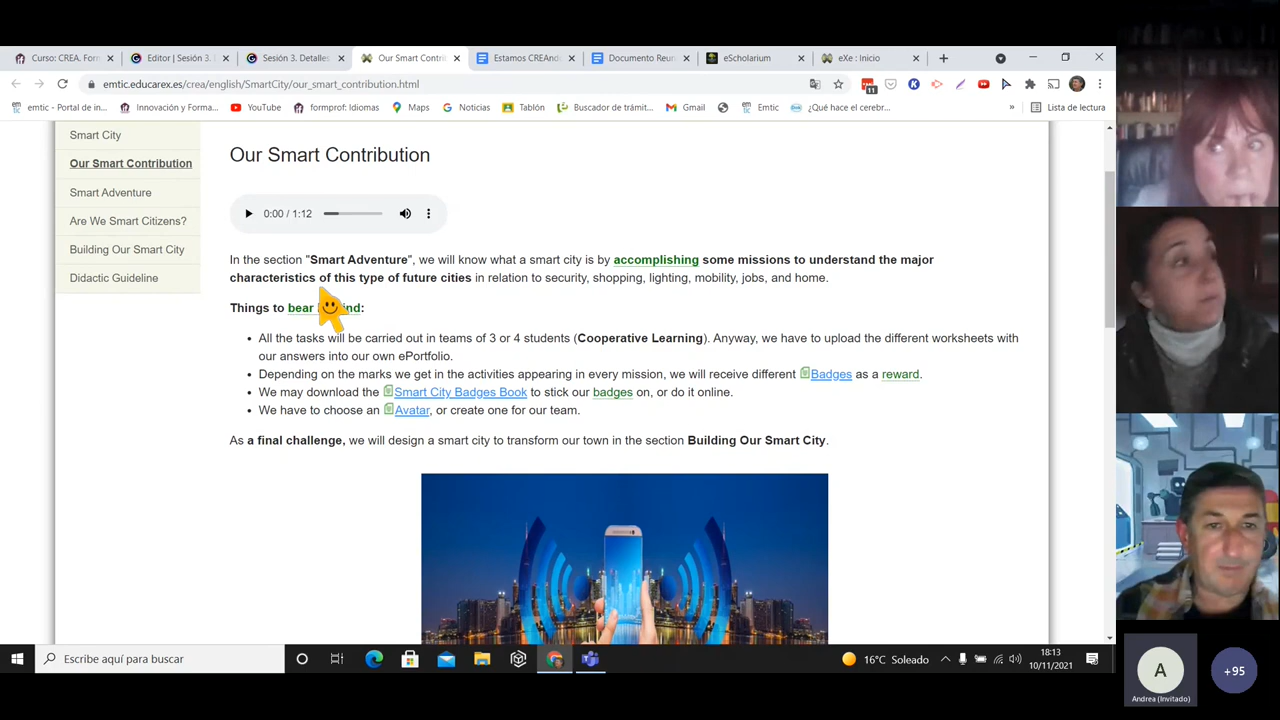 Curso: CREA. Form
Editor | Sesión 3.
Sesión 3. Detalles
Our Smart Contrib
Estamos CREAnd
Documento Reun
eScholarium
eXe : Inicio
emtic.educarex.es/crea/english/SmartCity/our_smart_contribution.html
11
emtic - Portal de in...
Innovación y Forma...
YouTube
formprof: Idiomas
Maps
Noticias
Tablón
Buscador de trámit...
Gmail
Emtic
¿Qué hace el cerebr...
»
Lista de lectura
Smart City
Our Smart Contribution
Smart Adventure
Are We Smart Citizens?
Building Our Smart City
Didactic Guideline
Our Smart Contribution
0:00 / 1:12
In the section "Smart Adventure", we will know what a smart city is by accomplishing some missions to understand the major
characteristics of this type of future cities in relation to security, shopping, lighting, mobility, jobs, and home.
Things to bear
All the tasks will be carried out in teams of 3 or 4 students (Cooperative Learning). Anyway, we have to upload the different worksheets with
our answers into our own ePortfolio.
Depending on the marks we get in the activities appearing in every mission, we will receive different Badges as a reward.
We may download the Smart City Badges Book to stick our badges on, or do it online.
We have to choose an Avatar, or create one for our team.
As a final challenge, we will design a smart city to transform our town in the section Building Our Smart City.
Escribe aquí para buscar
16°C Soleado
18:13
10/11/2021
A
Andrea (Invitado)
+95